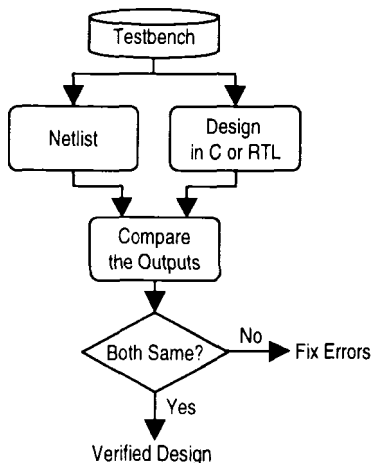 Testbench
Netlist
Design
in C or RTL
Compare
the Outputs
Both Same?
No
Fix Errors
Yes
Verified Design